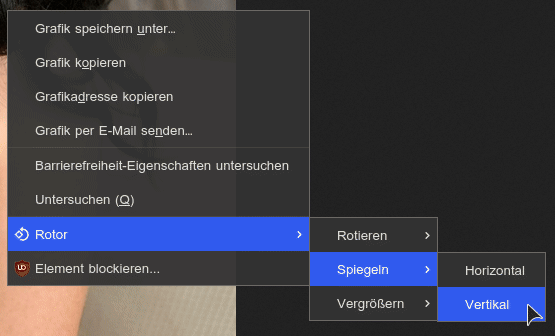 Grafik speichern unter...
Grafik kopieren
Grafikadresse kopieren
Grafik per E-Mail senden...
Barrierefreiheit-Eigenschaften untersuchen
Untersuchen (Q)
Rotor
Element blockieren...
Rotieren
Spiegeln
Vergrößern
Horizontal
Vertikal